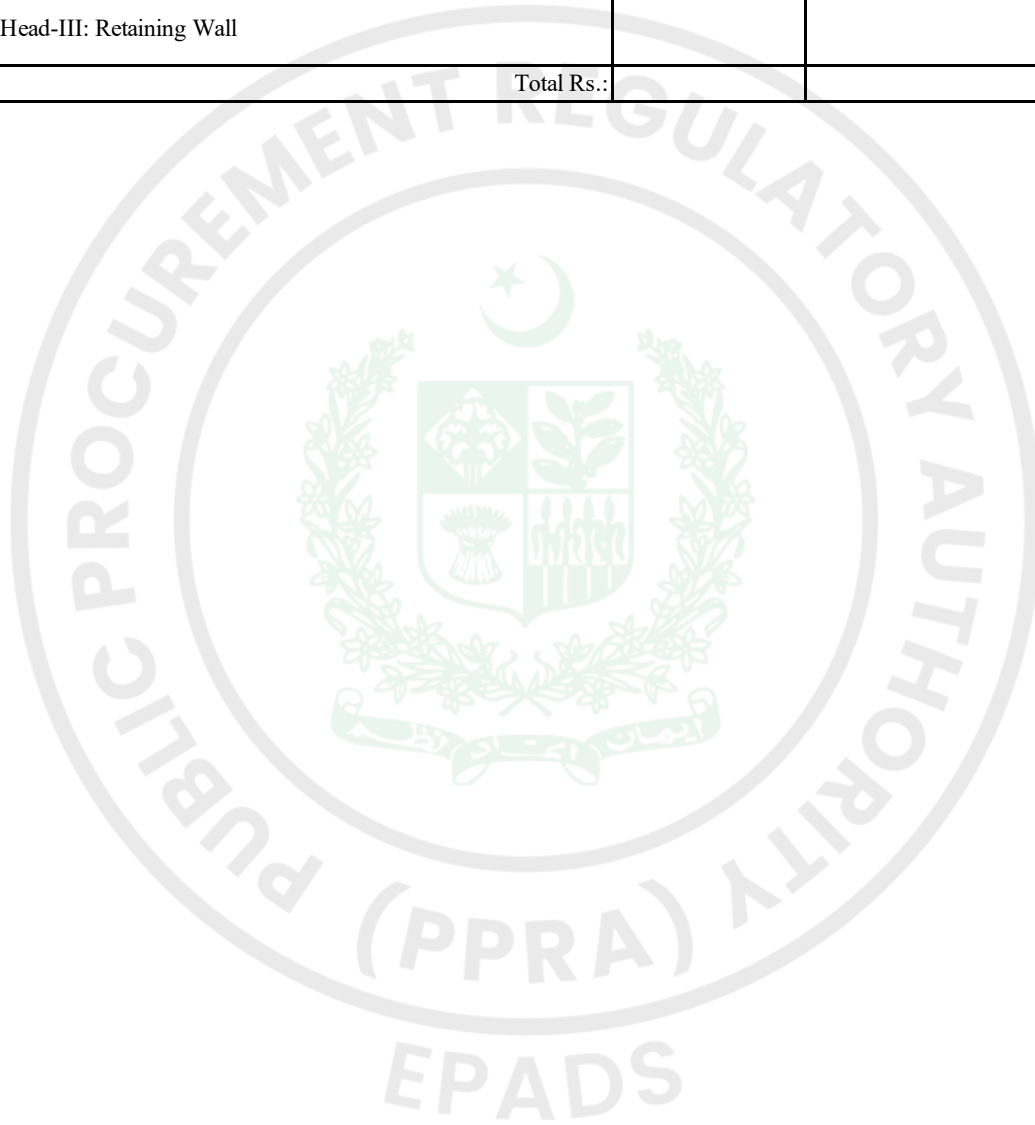 Head-III: Retaining Wall
Total Rs.:
PUBLIC PROCUREMENT REGULATORY AUTHORITY
(PPRA)
EPADS